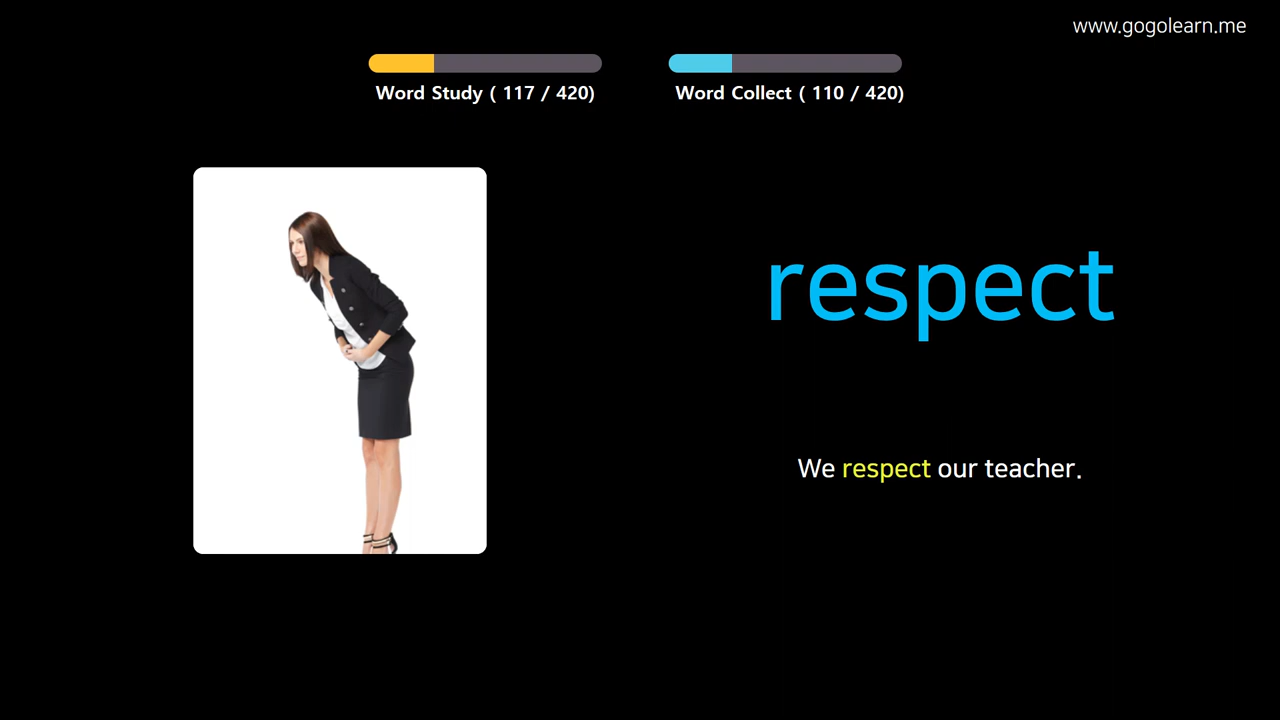 www.gogolearn.me
Word Study ( 117 / 420)
Word Collect ( 110 / 420)
respect
We respect our teacher.